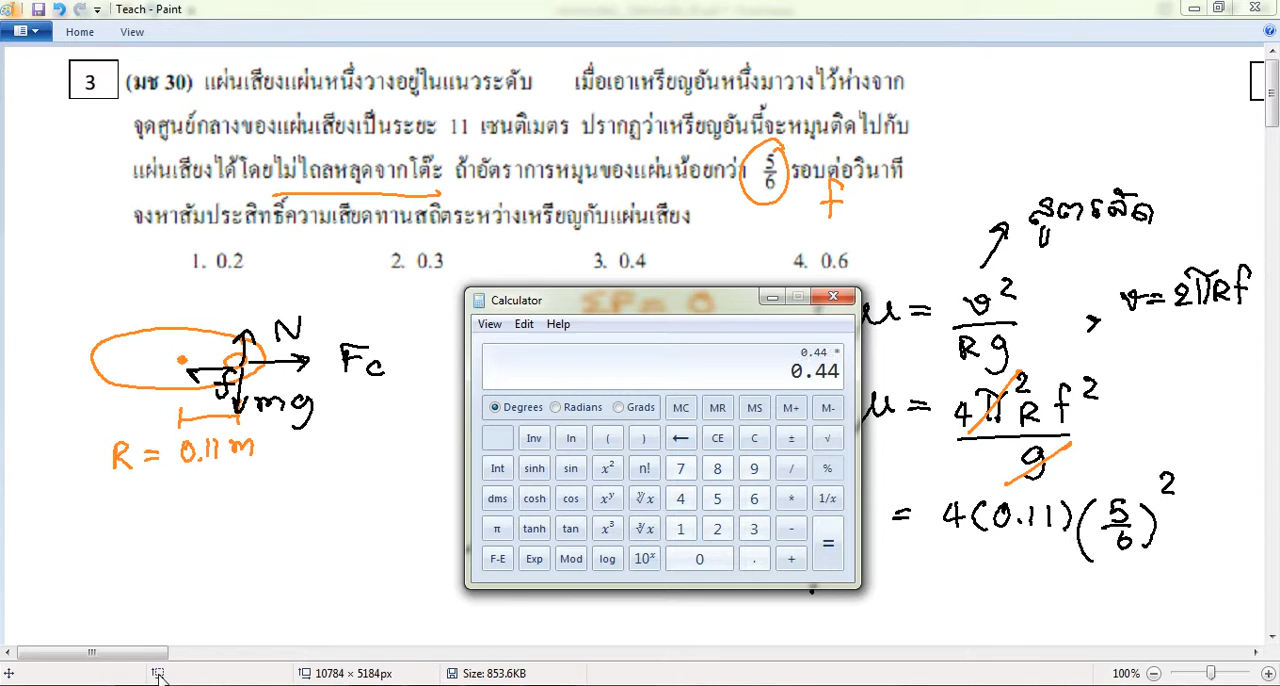 Teach - Paint
Home View
3 (มช 30) แผ่นเสียงแผ่นหนึ่งวางอยู่ในแนวระดับ เมื่อเอาเหรียญอันหนึ่งมาวางไว้ห่างจาก
จุดศูนย์กลางของแผ่นเสียงเป็นระยะ 11 เซนติเมตร ปรากฏว่าเหรียญอันนี้จะหมุนติดไปกับ
แผ่นเสียงได้โดยไม่ไถลหลุดจากโต๊ะ ถ้าอัตราการหมุนของแผ่นน้อยกว่า 5/6 รอบต่อวินาที
f
จงหาสัมประสิทธิ์ความเสียดทานสถิตระหว่างเหรียญกับแผ่นเสียง
1. 0.2 2. 0.3 3. 0.4 4. 0.6
สูตรลัด
ΣF = 0
μ = v²/Rg , v = 2πRf
μ = 4π²Rf²/g
= 4(0.11)(5/6)²
N
Fc
f
mg
R = 0.11 m
Calculator
View Edit Help
0.44 *
0.44
Degrees Radians Grads MC MR MS M+ M-
Inv ln ( ) ← CE C ± √
Int sinh sin x² n! 7 8 9 / %
dms cosh cos xʸ ʸ√x 4 5 6 * 1/x
π tanh tan x³ ³√x 1 2 3 - =
F-E Exp Mod log 10ˣ 0 . +
10784 × 5184px Size: 853.6KB 100%